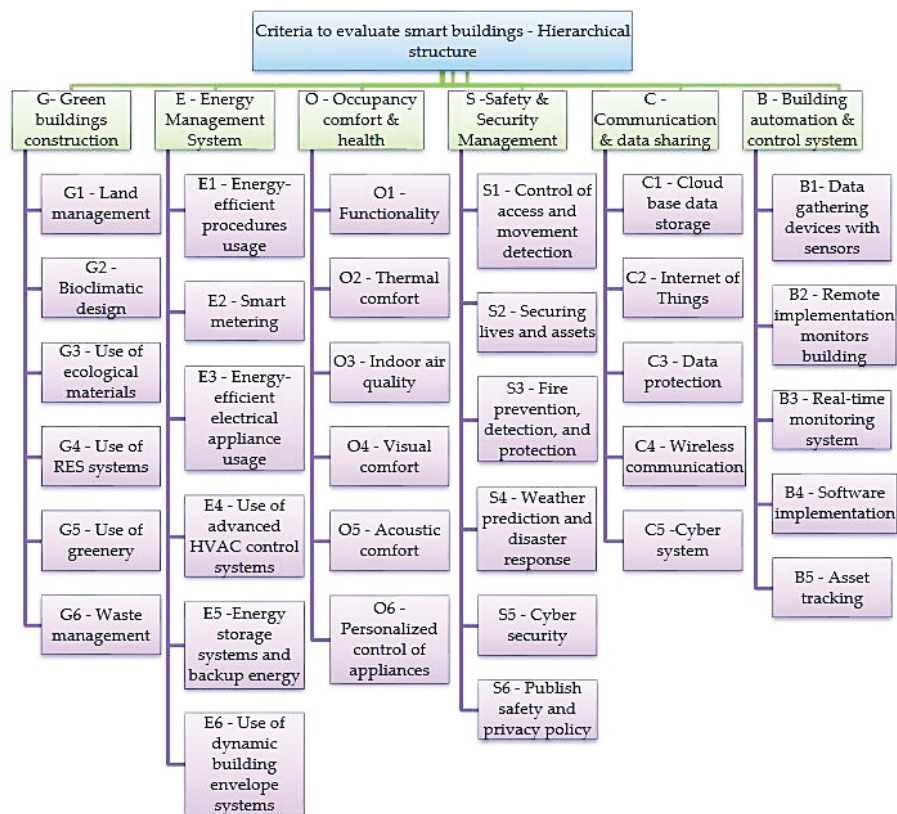 Criteria to evaluate smart buildings - Hierarchical
structure
G- Green
buildings
construction
G1 - Land
management
G2 -
Bioclimatic
design
G3 - Use of
ecological
materials
G4 - Use of
RES systems
G5 - Use of
greenery
G6 - Waste
management
E - Energy
Management
System
E1 - Energy-
efficient
procedures
usage
E2 - Smart
metering
E3 - Energy-
efficient
electrical
appliance
usage
E4 - Use of
advanced
HVAC control
systems
E5 -Energy
storage
systems and
backup energy
E6 - Use of
dynamic
building
envelope
systems
O - Occupancy
comfort &
health
O1 -
Functionality
O2 - Thermal
comfort
O3 - Indoor air
quality
O4 - Visual
comfort
O5 - Acoustic
comfort
O6 -
Personalized
control of
appliances
S -Safety &
Security
Management
S1 - Control of
access and
movement
detection
S2 - Securing
lives and assets
S3 - Fire
prevention,
detection, and
protection
S4 - Weather
prediction and
disaster
response
S5 - Cyber
security
S6 - Publish
safety and
privacy policy
C -
Communication
& data sharing
C1 - Cloud
base data
storage
C2 - Internet of
Things
C3 - Data
protection
C4 - Wireless
communication
C5 -Cyber
system
B - Building
automation &
control system
B1- Data
gathering
devices with
sensors
B2 - Remote
implementation
monitors
building
B3 - Real-time
monitoring
system
B4 - Software
implementation
B5 - Asset
tracking